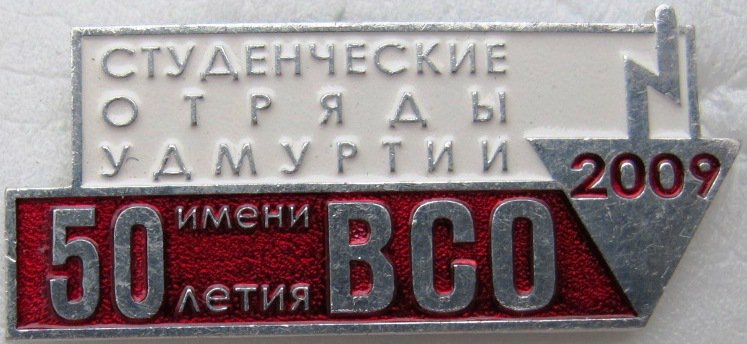 СТУДЕНЧЕСКИЕ
ОТРЯДЫ
УДМУРТИИ
2009
50 имени
летия ВСО